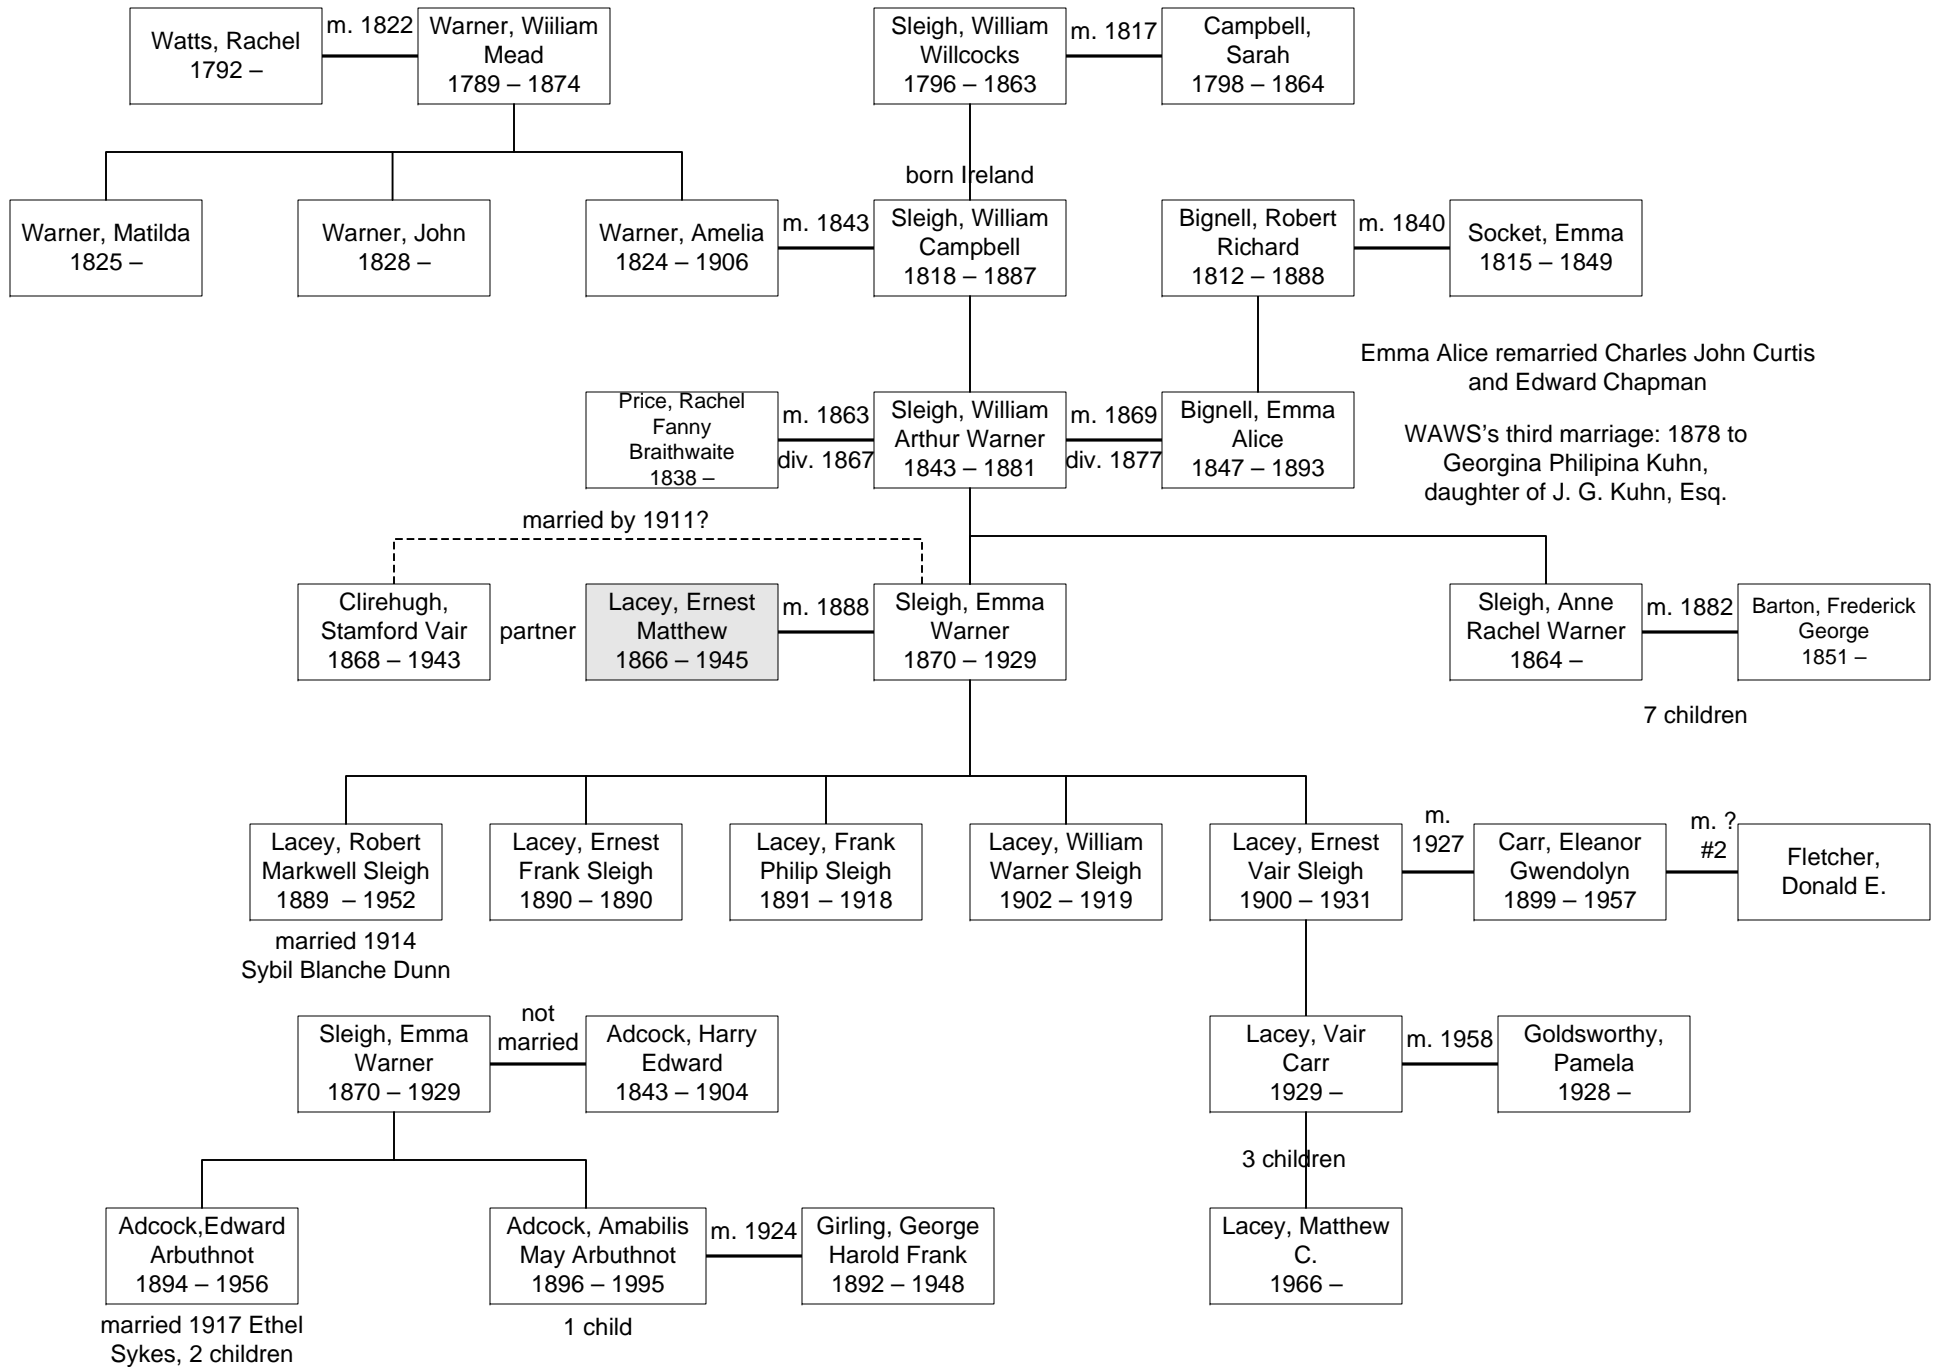 Watts, Rachel
1792 –
m. 1822
Warner, Wiiliam
Mead
1789 – 1874
Sleigh, William
Willcocks
1796 – 1863
m. 1817
Campbell,
Sarah
1798 – 1864
born Ireland
Warner, Matilda
1825 –
Warner, John
1828 –
Warner, Amelia
1824 – 1906
m. 1843
Sleigh, William
Campbell
1818 – 1887
Bignell, Robert
Richard
1812 – 1888
m. 1840
Socket, Emma
1815 – 1849
Emma Alice remarried Charles John Curtis
and Edward Chapman
Price, Rachel
Fanny
Braithwaite
1838 –
m. 1863
div. 1867
Sleigh, William
Arthur Warner
1843 – 1881
m. 1869
div. 1877
Bignell, Emma
Alice
1847 – 1893
WAWS's third marriage: 1878 to
Georgina Philipina Kuhn,
daughter of J. G. Kuhn, Esq.
married by 1911?
Clirehugh,
Stamford Vair
1868 – 1943
partner
Lacey, Ernest
Matthew
1866 – 1945
m. 1888
Sleigh, Emma
Warner
1870 – 1929
Sleigh, Anne
Rachel Warner
1864 –
m. 1882
Barton, Frederick
George
1851 –
7 children
Lacey, Robert
Markwell Sleigh
1889 – 1952
married 1914
Sybil Blanche Dunn
Lacey, Ernest
Frank Sleigh
1890 – 1890
Lacey, Frank
Philip Sleigh
1891 – 1918
Lacey, William
Warner Sleigh
1902 – 1919
Lacey, Ernest
Vair Sleigh
1900 – 1931
m.
1927
Carr, Eleanor
Gwendolyn
1899 – 1957
m. ?
#2
Fletcher,
Donald E.
Sleigh, Emma
Warner
1870 – 1929
not
married
Adcock, Harry
Edward
1843 – 1904
Lacey, Vair
Carr
1929 –
m. 1958
Goldsworthy,
Pamela
1928 –
3 children
Adcock,Edward
Arbuthnot
1894 – 1956
married 1917 Ethel
Sykes, 2 children
Adcock, Amabilis
May Arbuthnot
1896 – 1995
1 child
m. 1924
Girling, George
Harold Frank
1892 – 1948
Lacey, Matthew
C.
1966 –